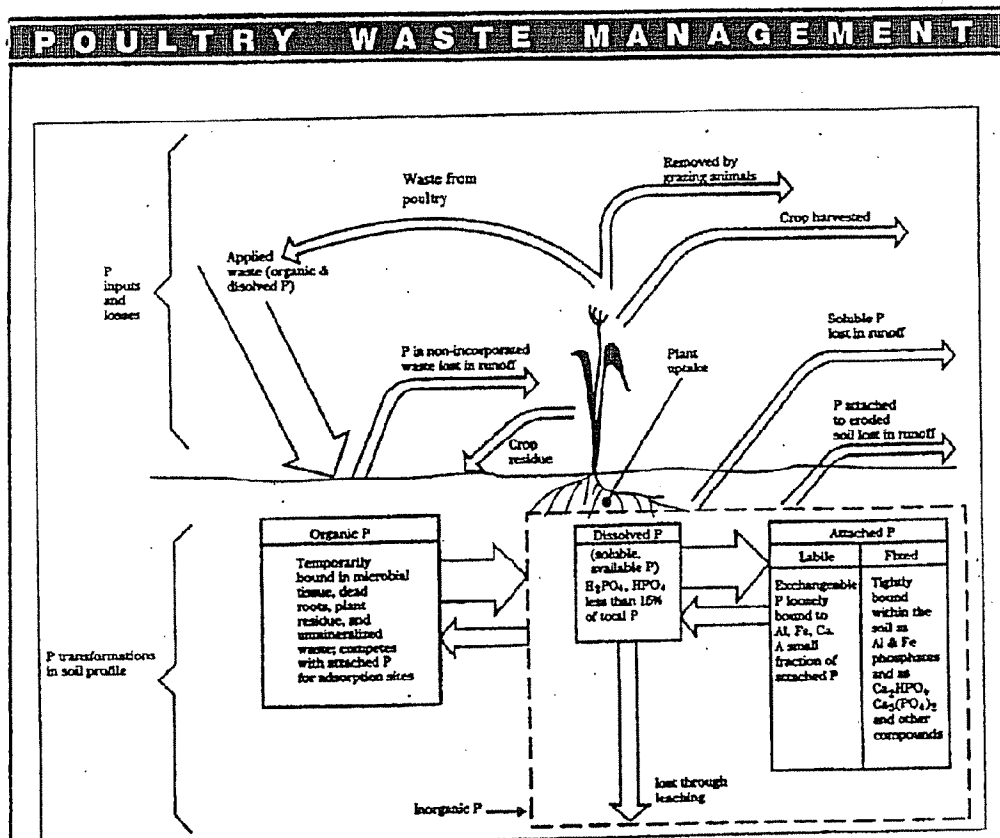 POULTRY WASTE MANAGEMENT
Waste from
poultry
Removed by
grazing animals
Crop harvested
P
inputs
and
losses
Applied
waste (organic &
disolved P)
P is non-incorporated
waste lost in runoff
Crop
residue
Plant
uptake
Soluble P
lost in runoff
P attached
to eroded
soil lost in runoff
P transformations
in soil profile
Organic P
Temporarily
bound in microbial
tissue, dead
roots, plant
residue, and
unmineralized
waste; competes
with attached P
for adsorption sites
Dissolved P
(soluble,
available P)
H₂PO₄, HPO₄
less than 15%
of total P
Attached P
Labile
Exchangeable
P loosely
bound to
Al, Fe, Ca.
A small
fraction of
attached P
Fixed
Tightly
bound
within the
soil as
Al & Fe
phosphates
and as
Ca₂HPO₄,
Ca₃(PO₄)₂
and other
compounds
Inorganic P
lost through
leaching